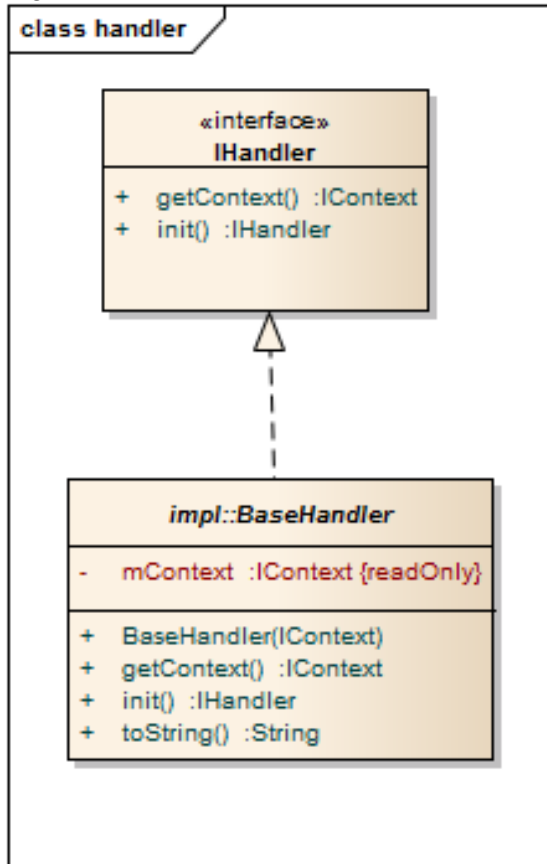 class handler
«interface»
IHandler
+ getContext() :IContext
+ init() :IHandler
impl::BaseHandler
- mContext :IContext {readOnly}
+ BaseHandler(IContext)
+ getContext() :IContext
+ init() :IHandler
+ toString() :String